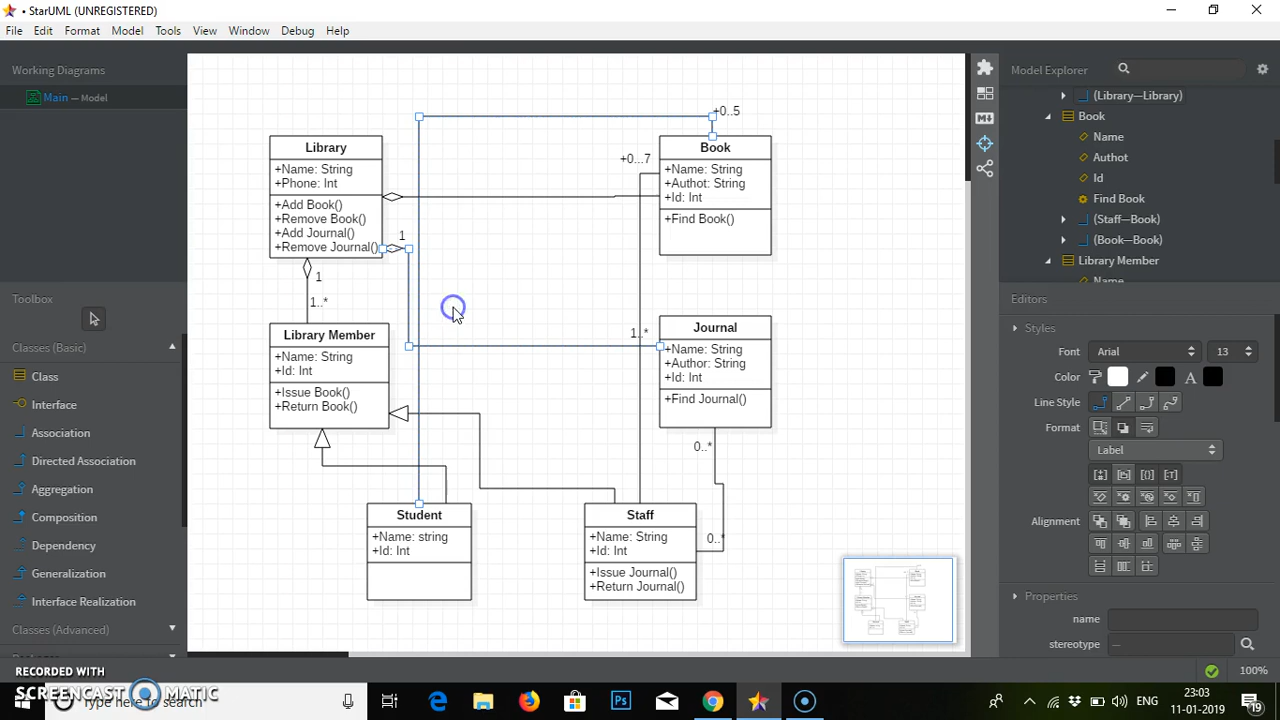 • StarUML (UNREGISTERED)
File Edit Format Model Tools View Window Debug Help
Working Diagrams
Main — Model
Toolbox
Classes (Basic)
Class
Interface
Association
Directed Association
Aggregation
Composition
Dependency
Generalization
Interface Realization
Classes (Advanced)
Library
+Name: String
+Phone: Int
+Add Book()
+Remove Book()
+Add Journal()
+Remove Journal()
1
1
1..*
Library Member
+Name: String
+Id: Int
+Issue Book()
+Return Book()
Student
+Name: string
+Id: Int
+0..5
+0...7
Book
+Name: String
+Authot: String
+Id: Int
+Find Book()
1..*
Journal
+Name: String
+Author: String
+Id: Int
+Find Journal()
0..*
0..*
Staff
+Name: String
+Id: Int
+Issue Journal()
+Return Journal()
Model Explorer
(Library—Library)
Book
Name
Authot
Id
Find Book
(Staff—Book)
(Book—Book)
Library Member
Name
Editors
Styles
Font Arial 13
Color A
Line Style
Format
Label
Alignment
Properties
name
stereotype —
100%
RECORDED WITH
SCREENCAST MATIC
Type here to search
ENG
23:03
11-01-2019
19